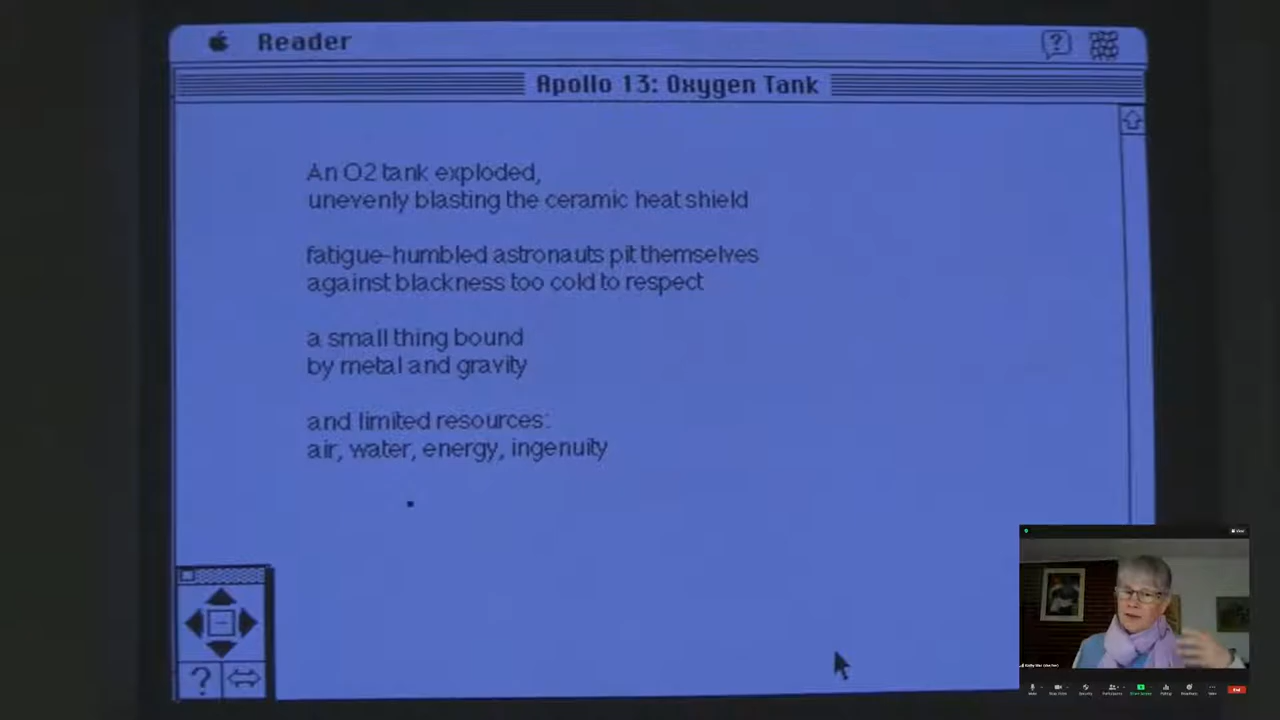 Reader
Apollo 13: Oxygen Tank
An O2 tank exploded,
unevenly blasting the ceramic heat shield
fatigue-humbled astronauts pit themselves
against blackness too cold to respect
a small thing bound
by metal and gravity
and limited resources:
air, water, energy, ingenuity
?
View
End